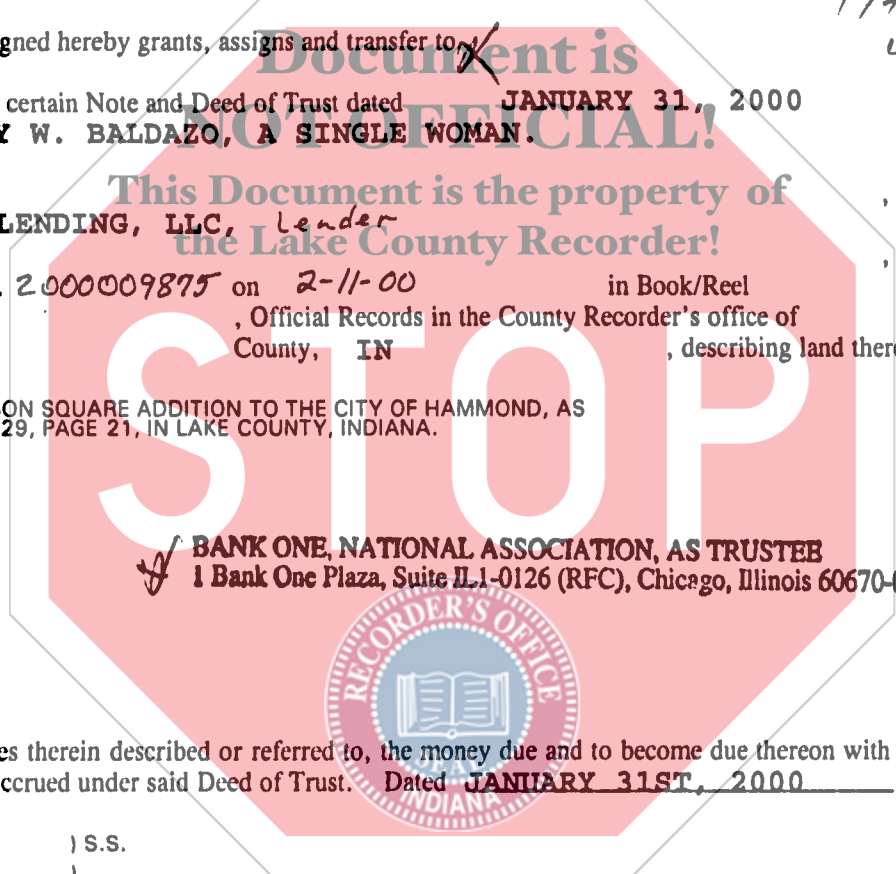 gned hereby grants, assigns and transfer to
Document is
certain Note and Deed of Trust dated JANUARY 31, 2000
NOT OFFICIAL!
Y W. BALDAZO, A SINGLE WOMAN.
This Document is the property of
LENDING, LLC, Lender
the Lake County Recorder!
2000009875 on 2-11-00 in Book/Reel
, Official Records in the County Recorder's office of
County, IN , describing land there
STOP
ON SQUARE ADDITION TO THE CITY OF HAMMOND, AS
29, PAGE 21, IN LAKE COUNTY, INDIANA.
BANK ONE, NATIONAL ASSOCIATION, AS TRUSTEE
1 Bank One Plaza, Suite IL1-0126 (RFC), Chicago, Illinois 60670-0
RECORDER'S OFFICE
SEAL
INDIANA
es therein described or referred to, the money due and to become due thereon with
ccrued under said Deed of Trust. Dated JANUARY 31ST, 2000
) S.S.
)